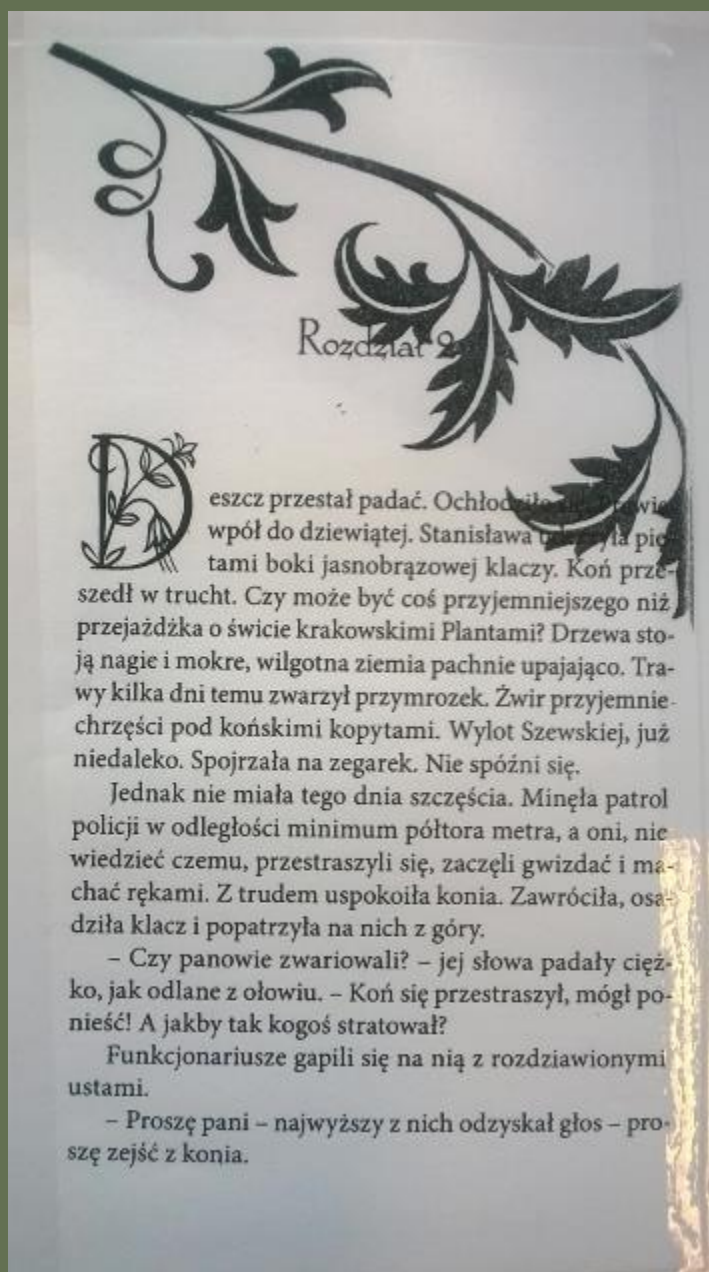 Rozdział 2
Deszcz przestał padać. Ochłodziło
wpół do dziewiątej. Stanisława pię-
tami boki jasnobrązowej klaczy. Koń prze-
szedł w trucht. Czy może być coś przyjemniejszego niż
przejażdżka o świcie krakowskimi Plantami? Drzewa sto-
ją nagie i mokre, wilgotna ziemia pachnie upajająco. Tra-
wy kilka dni temu zwarzył przymrozek. Żwir przyjemnie
chrzęści pod końskimi kopytami. Wylot Szewskiej, już
niedaleko. Spojrzała na zegarek. Nie spóźni się.
Jednak nie miała tego dnia szczęścia. Minęła patrol
policji w odległości minimum półtora metra, a oni, nie
wiedzieć czemu, przestraszyli się, zaczęli gwizdać i ma-
chać rękami. Z trudem uspokoiła konia. Zawróciła, osa-
dziła klacz i popatrzyła na nich z góry.
– Czy panowie zwariowali? – jej słowa padały cięż-
ko, jak odlane z ołowiu. – Koń się przestraszył, mógł po-
nieść! A jakby tak kogoś stratował?
Funkcjonariusze gapili się na nią z rozdziawionymi
ustami.
– Proszę pani – najwyższy z nich odzyskał głos – pro-
szę zejść z konia.